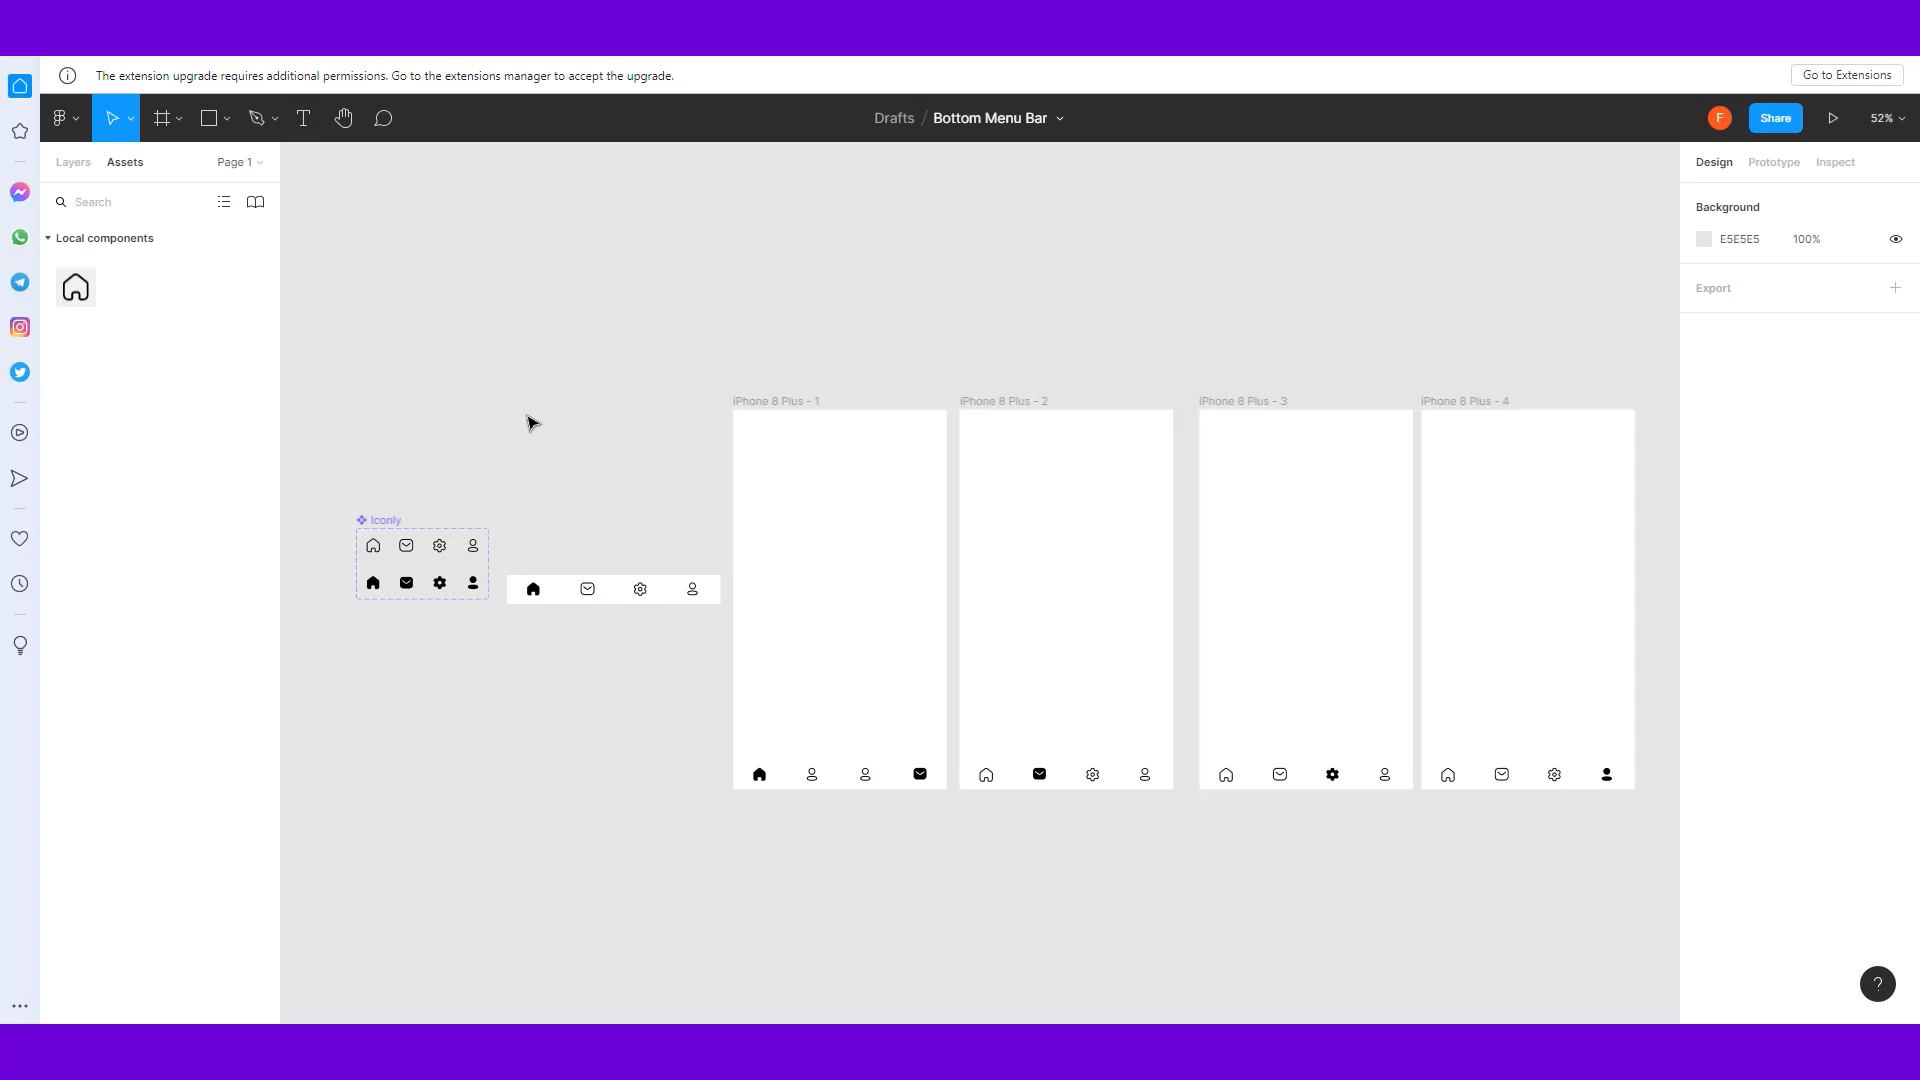 The extension upgrade requires additional permissions. Go to the extensions manager to accept the upgrade.
Go to Extensions
Drafts / Bottom Menu Bar
F
Share
52%
Layers
Assets
Page 1
Design
Prototype
Inspect
Search
Background
E5E5E5
100%
Local components
Export
iPhone 8 Plus - 1
iPhone 8 Plus - 2
iPhone 8 Plus - 3
iPhone 8 Plus - 4
Iconly
?